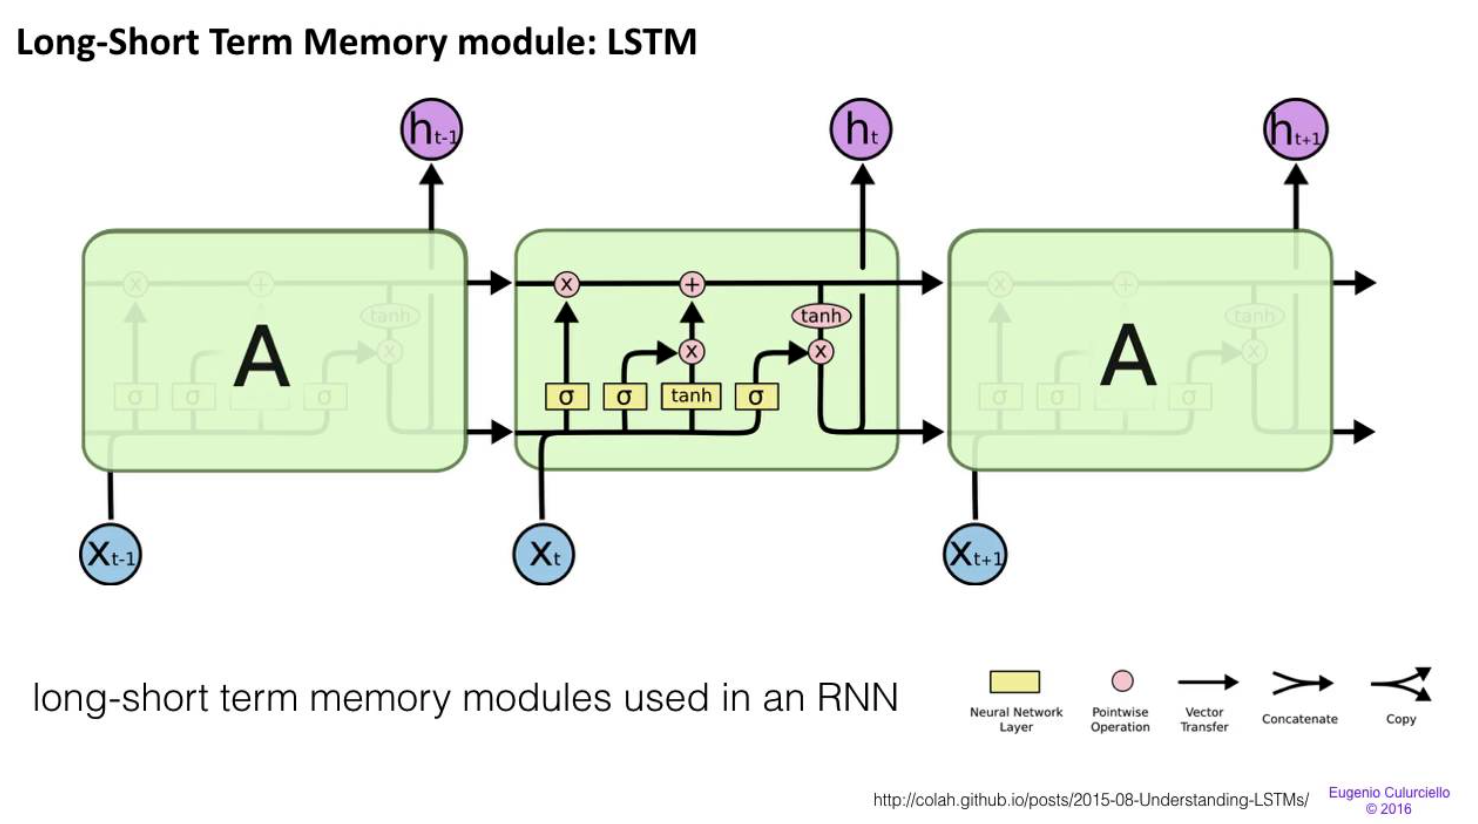 Long-Short Term Memory module: LSTM
ht-1
ht
ht+1
x + tanh x σ σ σ
A
x + tanh x σ σ tanh σ
x + tanh x σ σ σ
A
Xt-1
Xt
Xt+1
long-short term memory modules used in an RNN
Neural Network
Layer
Pointwise
Operation
Vector
Transfer
Concatenate
Copy
http://colah.github.io/posts/2015-08-Understanding-LSTMs/
Eugenio Culurciello
© 2016